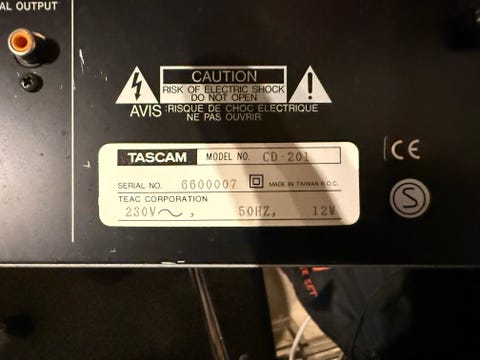 AL OUTPUT
CAUTION
RISK OF ELECTRIC SHOCK
DO NOT OPEN
AVIS :RISQUE DE CHOC ELECTRIQUE
NE PAS OUVRIR.
TASCAM MODEL NO. CD-201
SERIAL NO. 6600007 MADE IN TAIWAN R.O.C.
TEAC CORPORATION
230V～, 50HZ, 12W
CE
S
SET